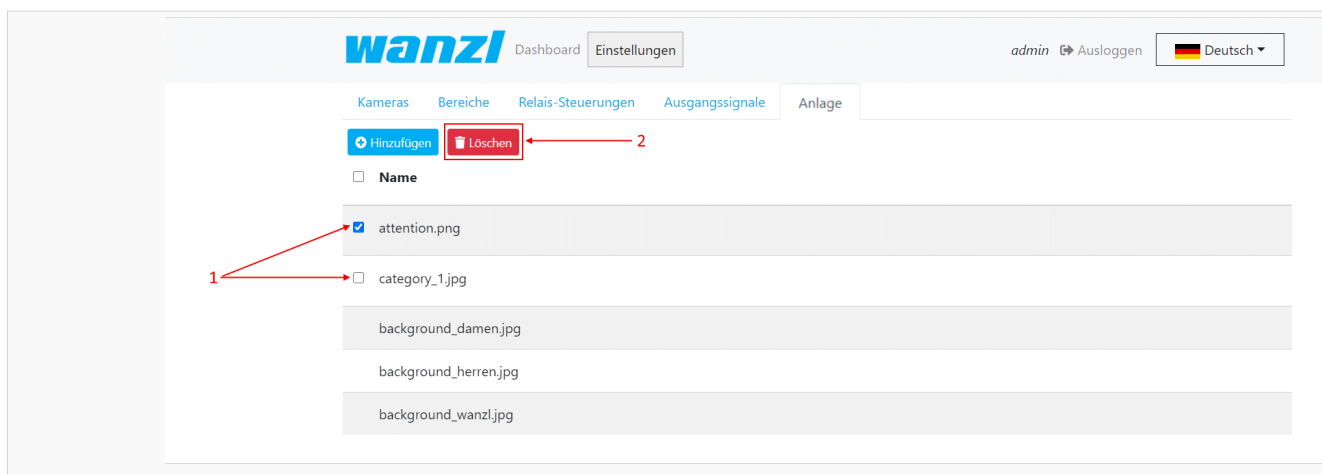 wanzl Dashboard Einstellungen admin Ausloggen Deutsch
Kameras Bereiche Relais-Steuerungen Ausgangssignale Anlage
Hinzufügen Löschen 2
Name
attention.png
1
category_1.jpg
background_damen.jpg
background_herren.jpg
background_wanzl.jpg